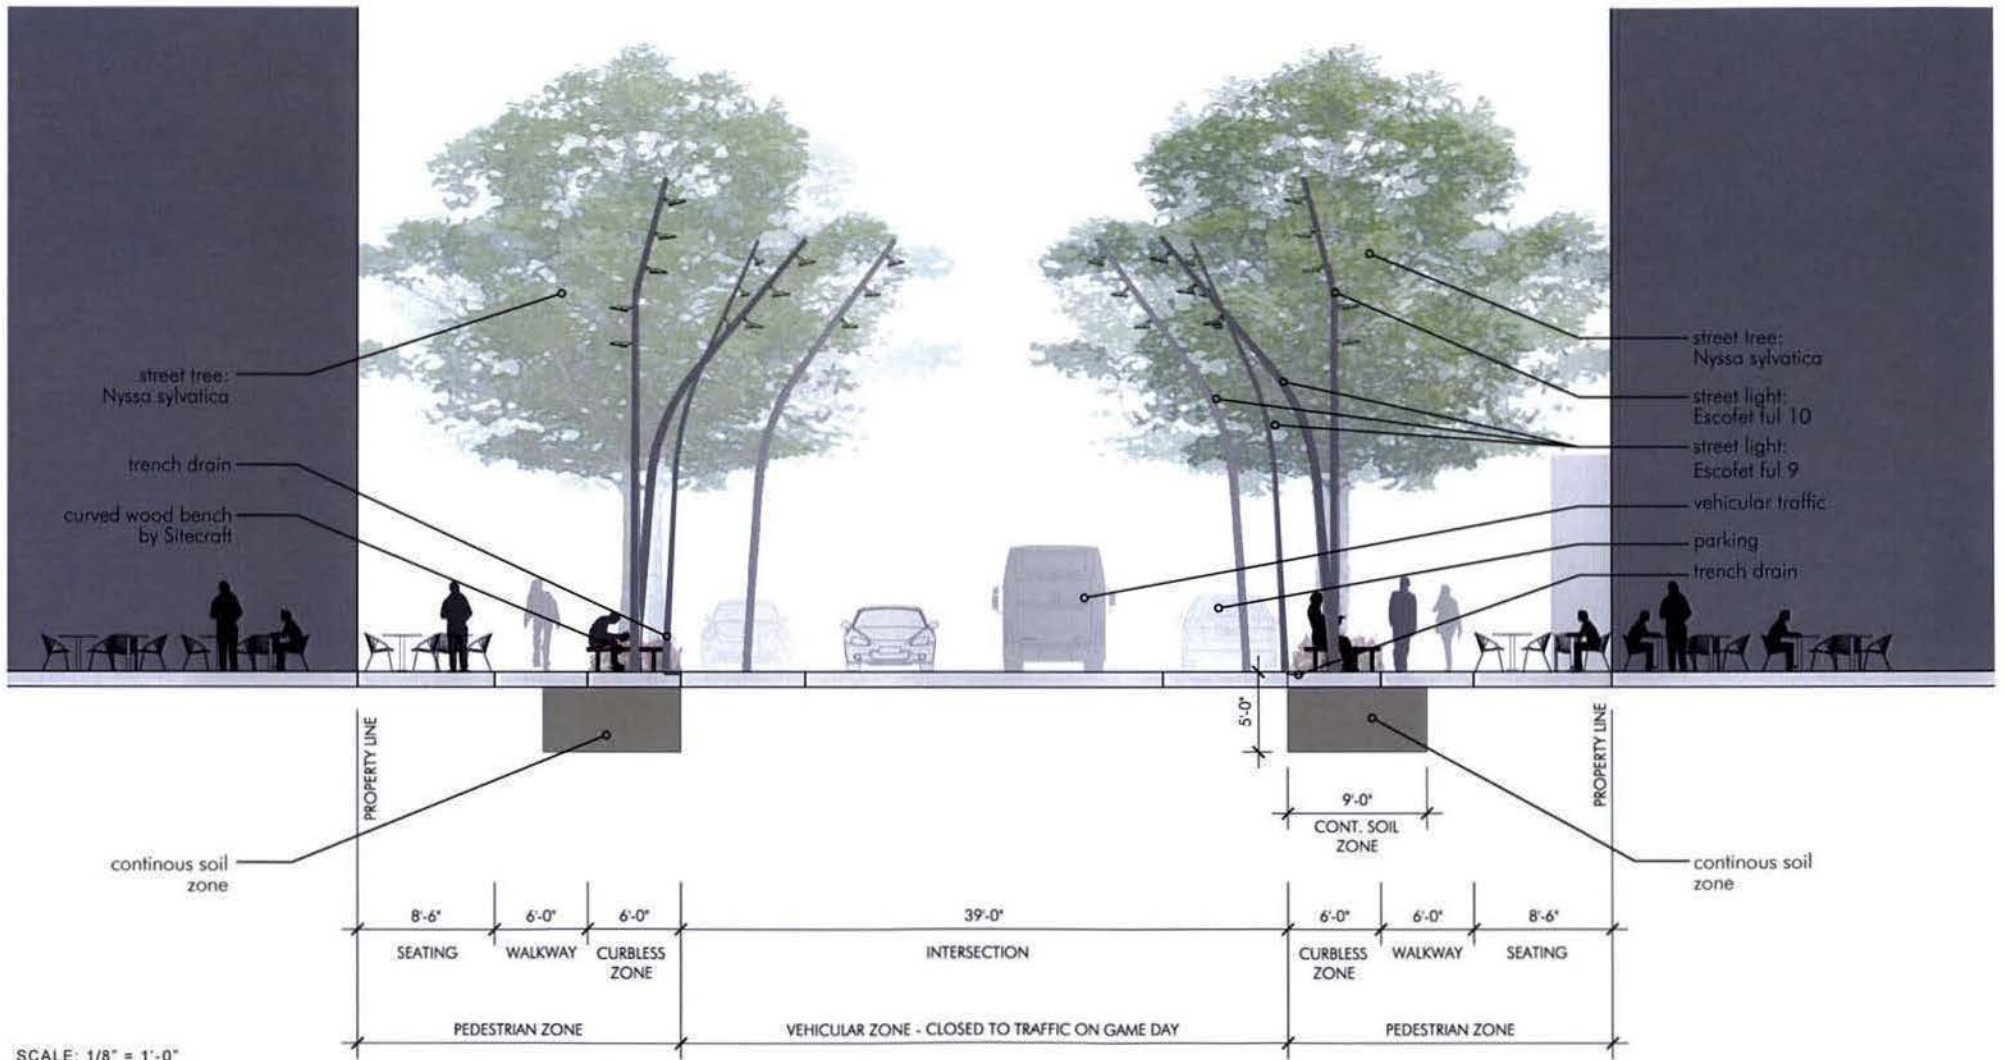 street tree:
Nyssa sylvatica
trench drain
curved wood bench
by Sitecraft
continous soil
zone
street tree:
Nyssa sylvatica
street light:
Escofet ful 10
street light:
Escofet ful 9
vehicular traffic
parking
trench drain
continous soil
zone
PROPERTY LINE
PROPERTY LINE
5'-0"
9'-0"
CONT. SOIL
ZONE
8'-6" 6'-0" 6'-0" 39'-0" 6'-0" 6'-0" 8'-6"
SEATING WALKWAY CURBLESS INTERSECTION CURBLESS WALKWAY SEATING
ZONE ZONE
PEDESTRIAN ZONE VEHICULAR ZONE - CLOSED TO TRAFFIC ON GAME DAY PEDESTRIAN ZONE
SCALE: 1/8" = 1'-0"